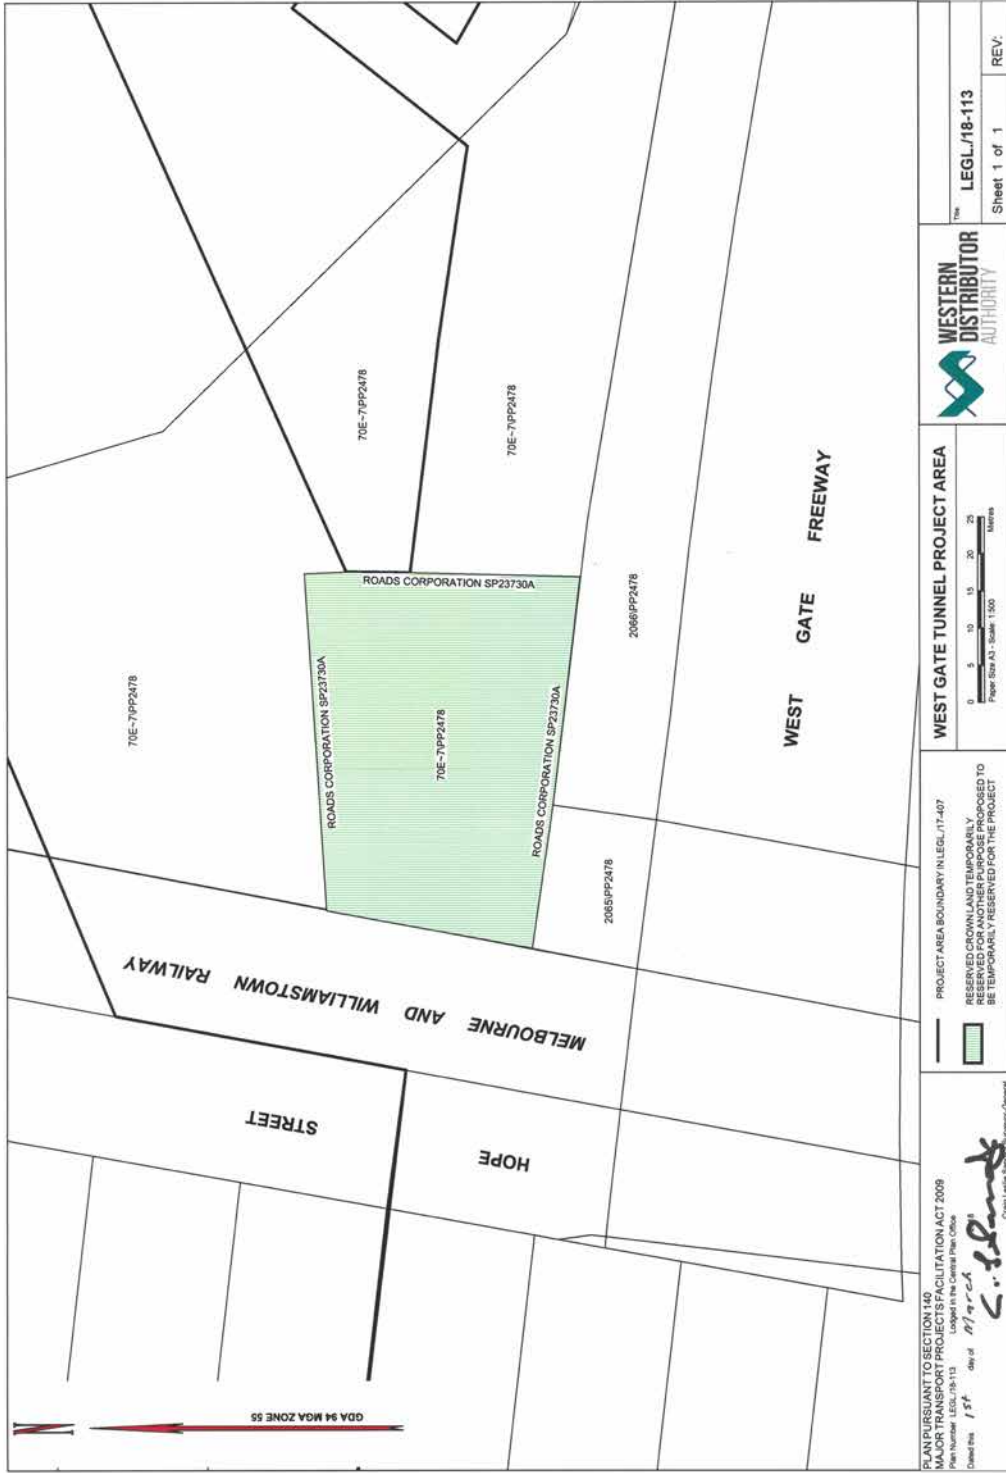 70E~7\PP2478
ROADS CORPORATION SP23730A
70E~7\PP2478
ROADS CORPORATION SP23730A
70E~7\PP2478
ROADS CORPORATION SP23730A
70E~7\PP2478
2065\PP2478
2066\PP2478
MELBOURNE AND WILLIAMSTOWN RAILWAY
HOPE STREET
WEST GATE FREEWAY
N
GDA 94 MGA ZONE 55
PLAN PURSUANT TO SECTION 140
MAJOR TRANSPORT PROJECTS FACILITATION ACT 2009
Plan Number LEGL./18-113 Lodged in the Central Plan Office
Dated this 1st day of March
PROJECT AREA BOUNDARY IN LEGL./17-407
RESERVED CROWN LAND TEMPORARILY
RESERVED FOR ANOTHER PURPOSE PROPOSED TO
BE TEMPORARILY RESERVED FOR THE PROJECT
WEST GATE TUNNEL PROJECT AREA
0 5 10 15 20 25
Paper Size A3 - Scale: 1:500 Metres
WESTERN
DISTRIBUTOR
AUTHORITY
Title: LEGL./18-113
Sheet 1 of 1
REV: